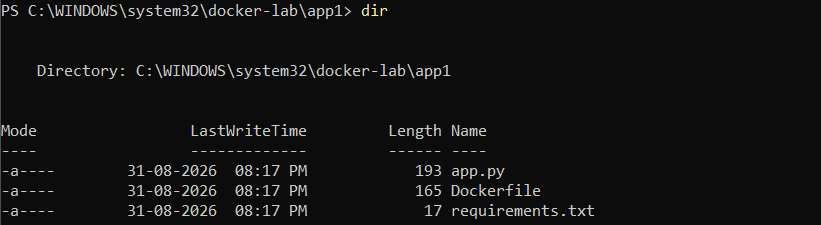 PS C:\WINDOWS\system32\docker-lab\app1> dir
Directory: C:\WINDOWS\system32\docker-lab\app1
Mode                 LastWriteTime         Length Name
----                 -------------         ------ ----
-a----        31-08-2026  08:17 PM            193 app.py
-a----        31-08-2026  08:17 PM            165 Dockerfile
-a----        31-08-2026  08:17 PM             17 requirements.txt